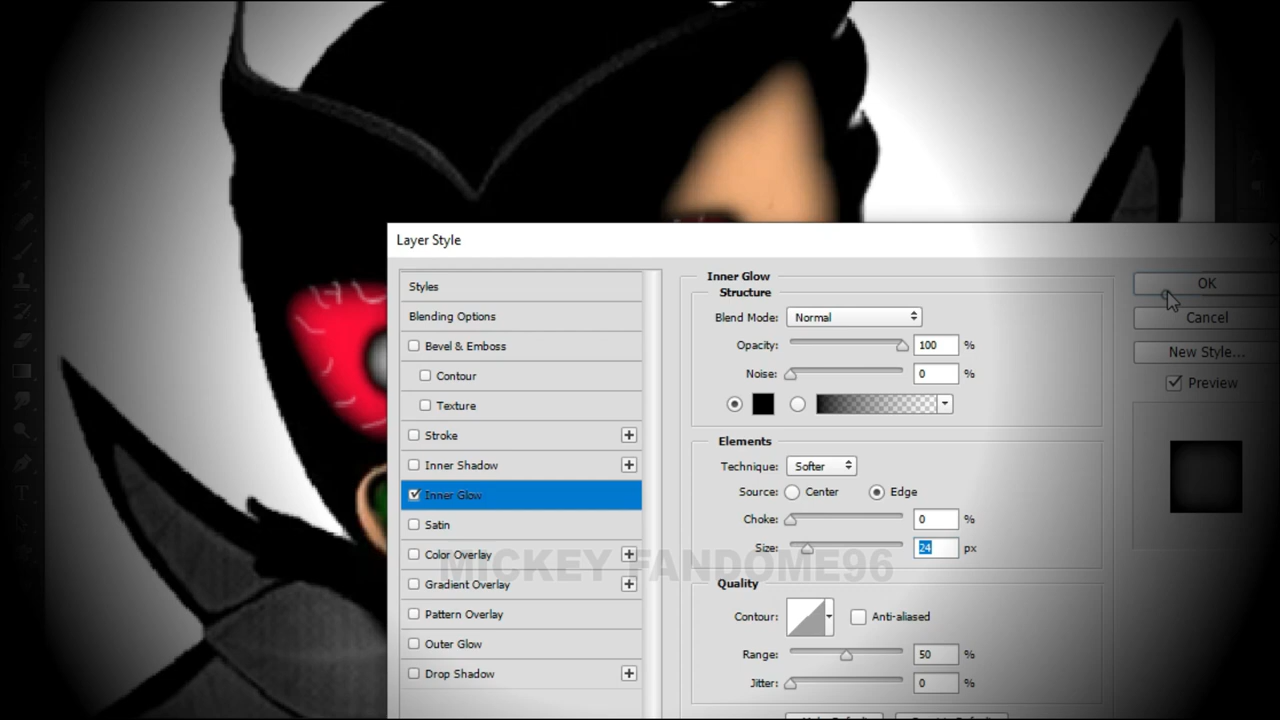 Layer Style
Styles
Blending Options
Bevel & Emboss
Contour
Texture
Stroke
Inner Shadow
Inner Glow
Satin
Color Overlay
Gradient Overlay
Pattern Overlay
Outer Glow
Drop Shadow
Inner Glow
Structure
Blend Mode: Normal
Opacity: 100 %
Noise: 0 %
Elements
Technique: Softer
Source: Center Edge
Choke: 0 %
Size: 24 px
Quality
Contour: Anti-aliased
Range: 50 %
Jitter: 0 %
OK
Cancel
New Style...
Preview
MICKEY FANDOME96